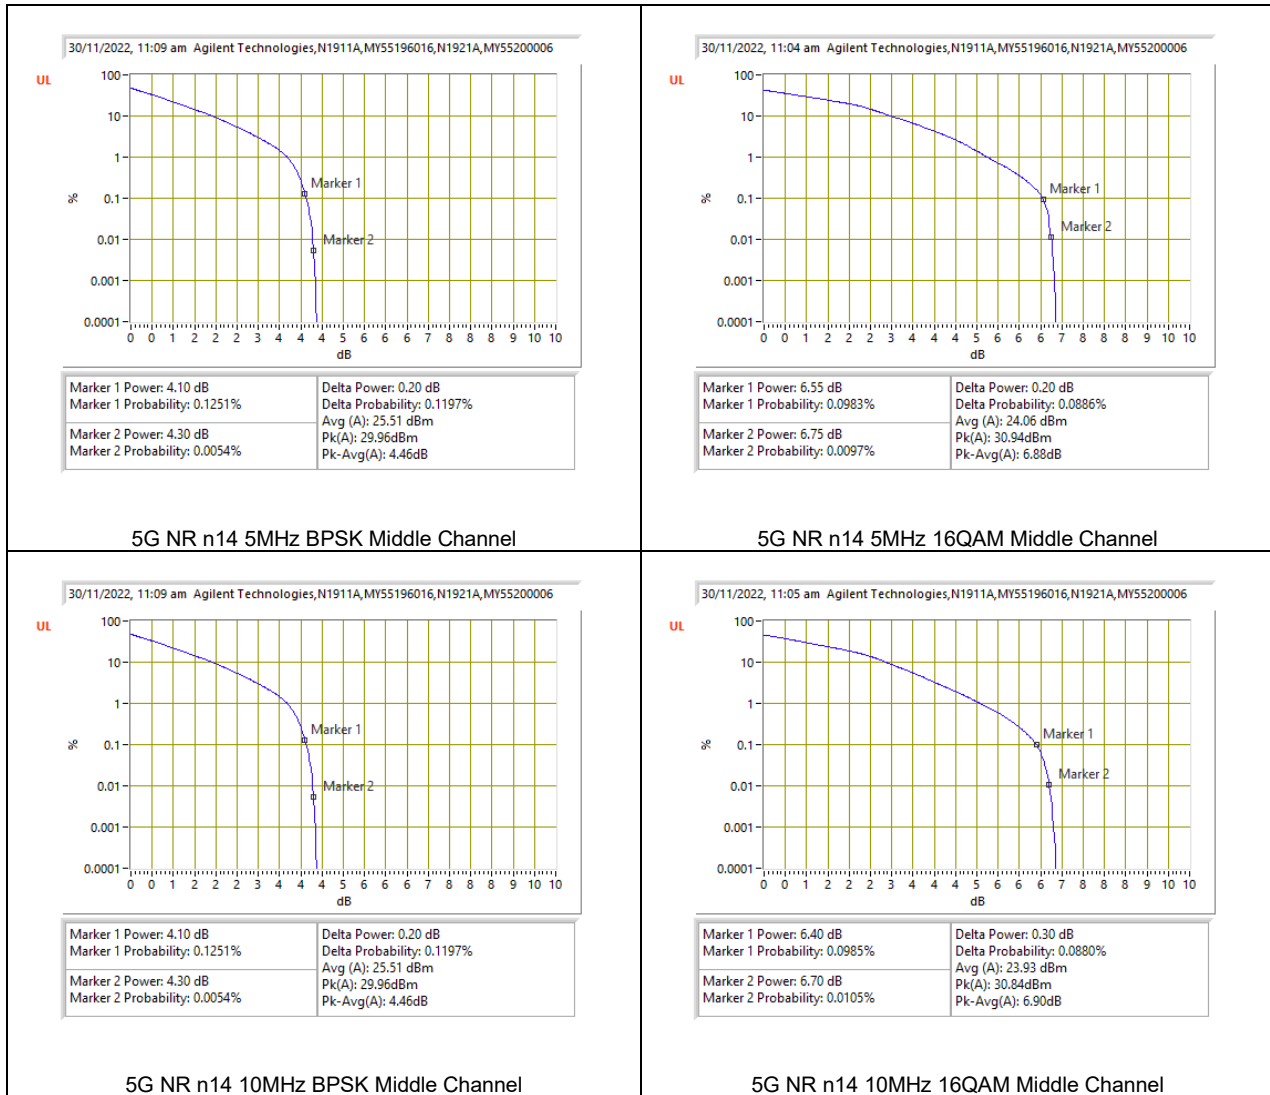 30/11/2022, 11:09 am  Agilent Technologies,N1911A,MY55196016,N1921A,MY55200006
UL
100
10
1
0.1
0.01
0.001
0.0001
%
Marker 1
Marker 2
0 0 1 2 2 2 3 4 4 4 5 6 6 6 7 8 8 8 9 10 10
dB
Marker 1 Power: 4.10 dB
Marker 1 Probability: 0.1251%
Marker 2 Power: 4.30 dB
Marker 2 Probability: 0.0054%
Delta Power: 0.20 dB
Delta Probability: 0.1197%
Avg (A): 25.51 dBm
Pk(A): 29.96dBm
Pk-Avg(A): 4.46dB
5G NR n14 5MHz BPSK Middle Channel
30/11/2022, 11:04 am  Agilent Technologies,N1911A,MY55196016,N1921A,MY55200006
UL
100
10
1
0.1
0.01
0.001
0.0001
%
Marker 1
Marker 2
0 0 1 2 2 2 3 4 4 4 5 6 6 6 7 8 8 8 9 10 10
dB
Marker 1 Power: 6.55 dB
Marker 1 Probability: 0.0983%
Marker 2 Power: 6.75 dB
Marker 2 Probability: 0.0097%
Delta Power: 0.20 dB
Delta Probability: 0.0886%
Avg (A): 24.06 dBm
Pk(A): 30.94dBm
Pk-Avg(A): 6.88dB
5G NR n14 5MHz 16QAM Middle Channel
30/11/2022, 11:09 am  Agilent Technologies,N1911A,MY55196016,N1921A,MY55200006
UL
100
10
1
0.1
0.01
0.001
0.0001
%
Marker 1
Marker 2
0 0 1 2 2 2 3 4 4 4 5 6 6 6 7 8 8 8 9 10 10
dB
Marker 1 Power: 4.10 dB
Marker 1 Probability: 0.1251%
Marker 2 Power: 4.30 dB
Marker 2 Probability: 0.0054%
Delta Power: 0.20 dB
Delta Probability: 0.1197%
Avg (A): 25.51 dBm
Pk(A): 29.96dBm
Pk-Avg(A): 4.46dB
5G NR n14 10MHz BPSK Middle Channel
30/11/2022, 11:05 am  Agilent Technologies,N1911A,MY55196016,N1921A,MY55200006
UL
100
10
1
0.1
0.01
0.001
0.0001
%
Marker 1
Marker 2
0 0 1 2 2 2 3 4 4 4 5 6 6 6 7 8 8 8 9 10 10
dB
Marker 1 Power: 6.40 dB
Marker 1 Probability: 0.0985%
Marker 2 Power: 6.70 dB
Marker 2 Probability: 0.0105%
Delta Power: 0.30 dB
Delta Probability: 0.0880%
Avg (A): 23.93 dBm
Pk(A): 30.84dBm
Pk-Avg(A): 6.90dB
5G NR n14 10MHz 16QAM Middle Channel